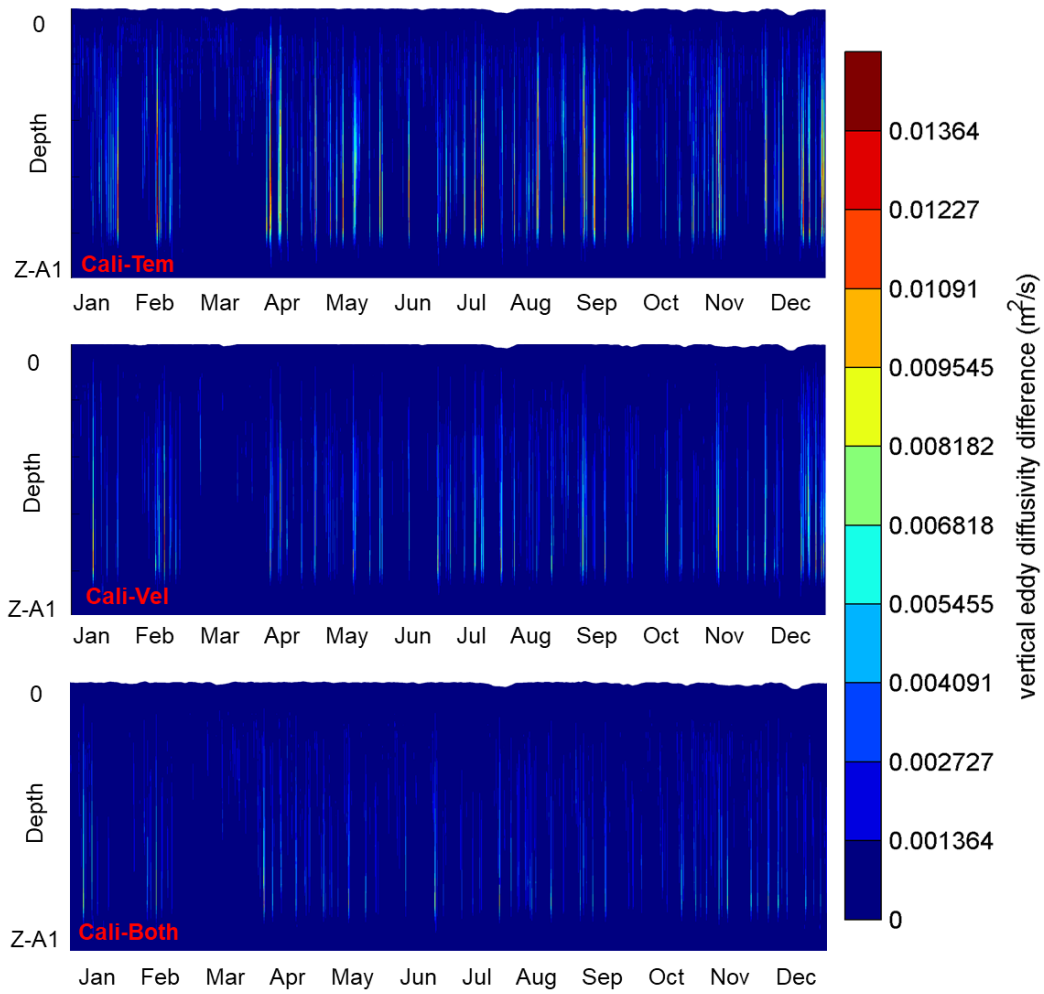 0
Depth
Z-A1
Cali-Tem
Jan Feb Mar Apr May Jun Jul Aug Sep Oct Nov Dec
0
Depth
Z-A1
Cali-Vel
Jan Feb Mar Apr May Jun Jul Aug Sep Oct Nov Dec
0
Depth
Z-A1
Cali-Both
Jan Feb Mar Apr May Jun Jul Aug Sep Oct Nov Dec
0.01364
0.01227
0.01091
0.009545
0.008182
0.006818
0.005455
0.004091
0.002727
0.001364
0
vertical eddy diffusivity difference (m²/s)